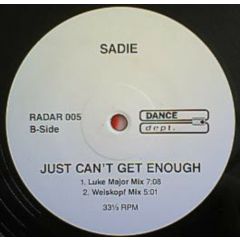 SADIE
RADAR 005
B-Side
DANCE
dept.
JUST CAN'T GET ENOUGH
1. Luke Major Mix 7:08
2. Weiskopf Mix 5:01
33⅓ RPM